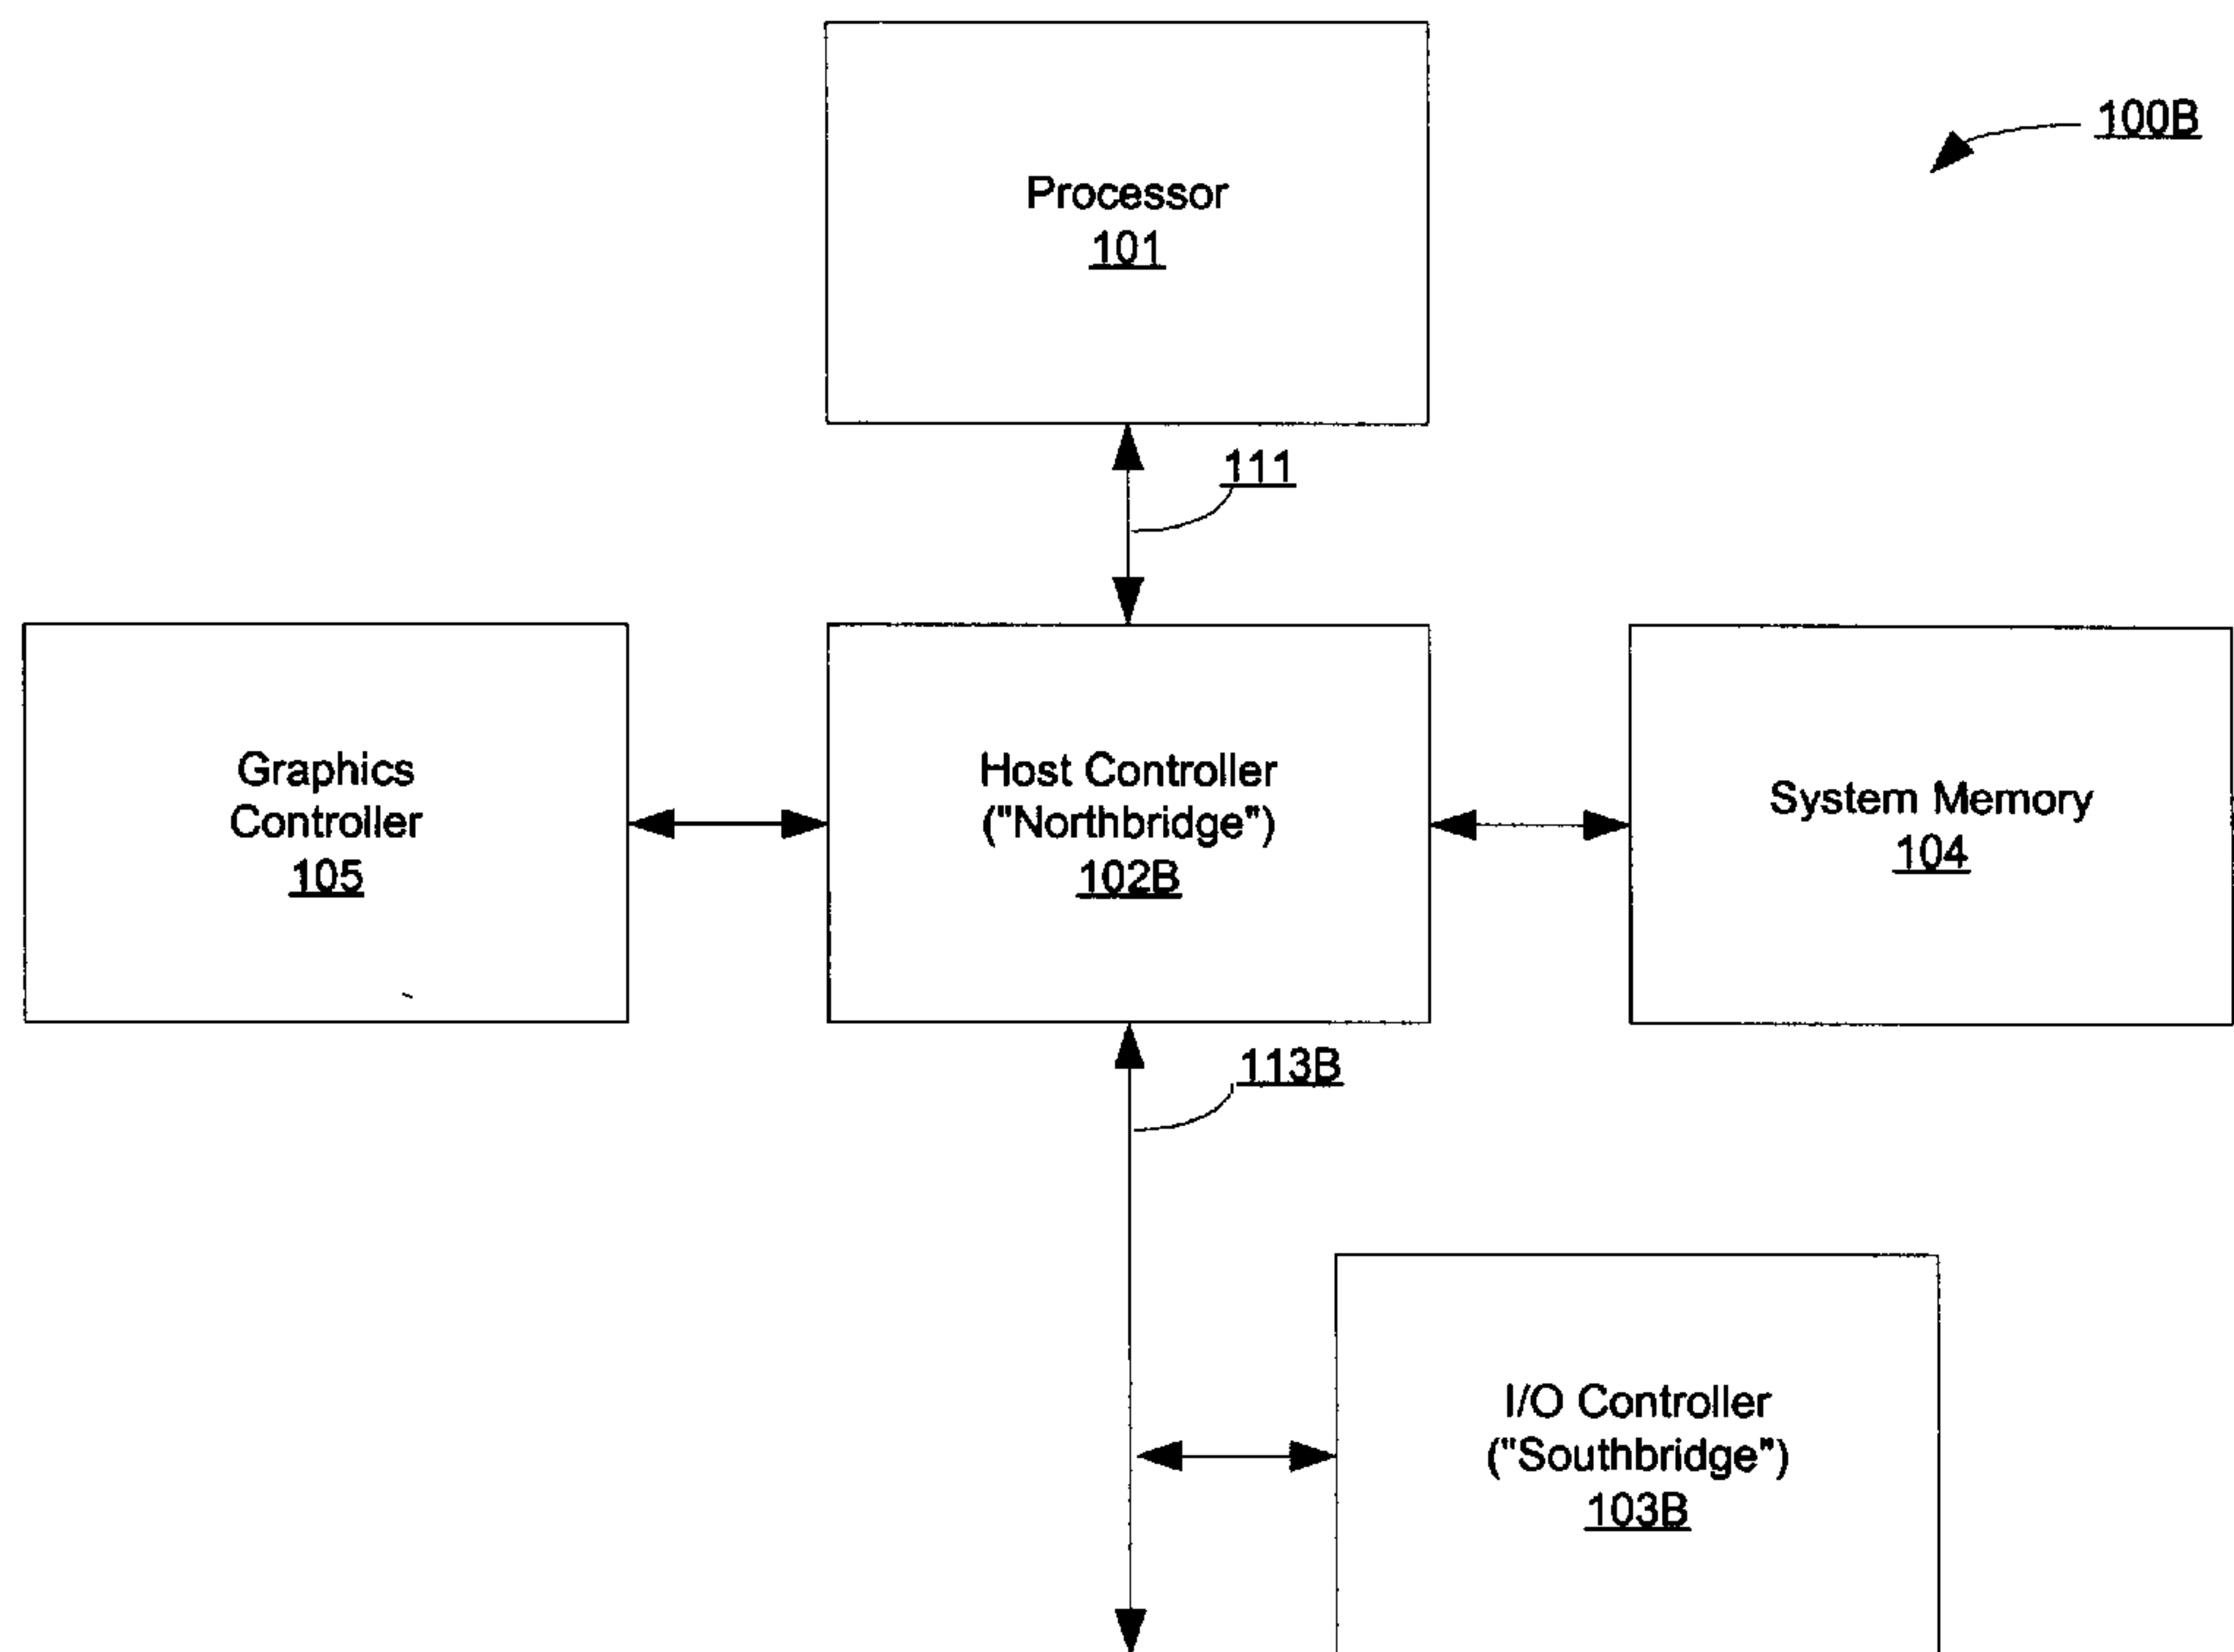 100B
Processor
101
111
Graphics
Controller
105
Host Controller
("Northbridge")
102B
System Memory
104
113B
I/O Controller
("Southbridge")
103B